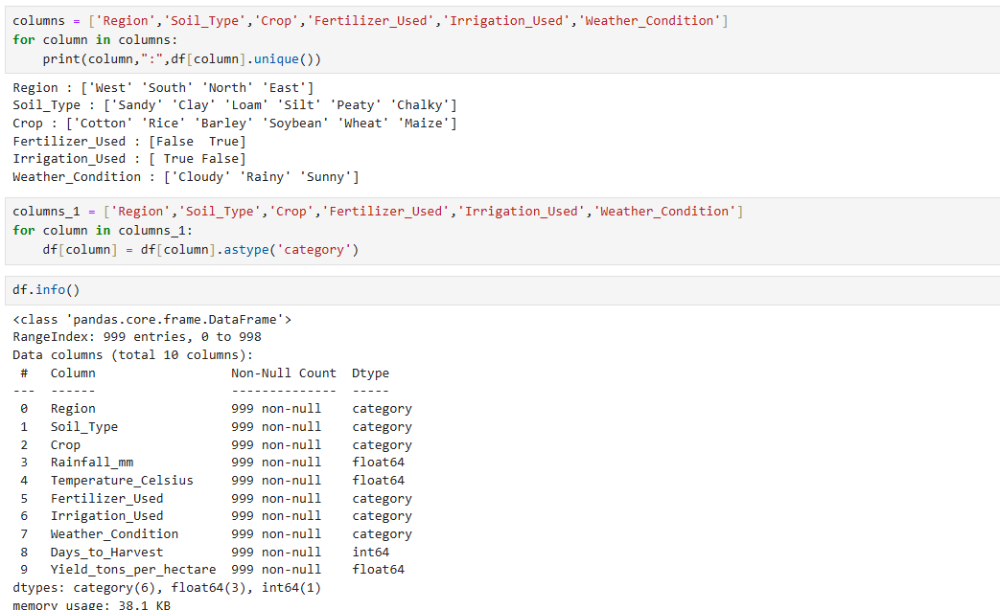 columns = ['Region','Soil_Type','Crop','Fertilizer_Used','Irrigation_Used','Weather_Condition']
for column in columns:
    print(column,":",df[column].unique())
Region : ['West' 'South' 'North' 'East']
Soil_Type : ['Sandy' 'Clay' 'Loam' 'Silt' 'Peaty' 'Chalky']
Crop : ['Cotton' 'Rice' 'Barley' 'Soybean' 'Wheat' 'Maize']
Fertilizer_Used : [False  True]
Irrigation_Used : [ True False]
Weather_Condition : ['Cloudy' 'Rainy' 'Sunny']
columns_1 = ['Region','Soil_Type','Crop','Fertilizer_Used','Irrigation_Used','Weather_Condition']
for column in columns_1:
    df[column] = df[column].astype('category')
df.info()
<class 'pandas.core.frame.DataFrame'>
RangeIndex: 999 entries, 0 to 998
Data columns (total 10 columns):
 #   Column                  Non-Null Count  Dtype
---  ------                  --------------  -----
 0   Region                  999 non-null    category
 1   Soil_Type               999 non-null    category
 2   Crop                    999 non-null    category
 3   Rainfall_mm             999 non-null    float64
 4   Temperature_Celsius     999 non-null    float64
 5   Fertilizer_Used         999 non-null    category
 6   Irrigation_Used         999 non-null    category
 7   Weather_Condition       999 non-null    category
 8   Days_to_Harvest         999 non-null    int64
 9   Yield_tons_per_hectare  999 non-null    float64
dtypes: category(6), float64(3), int64(1)
memory usage: 38.1 KB